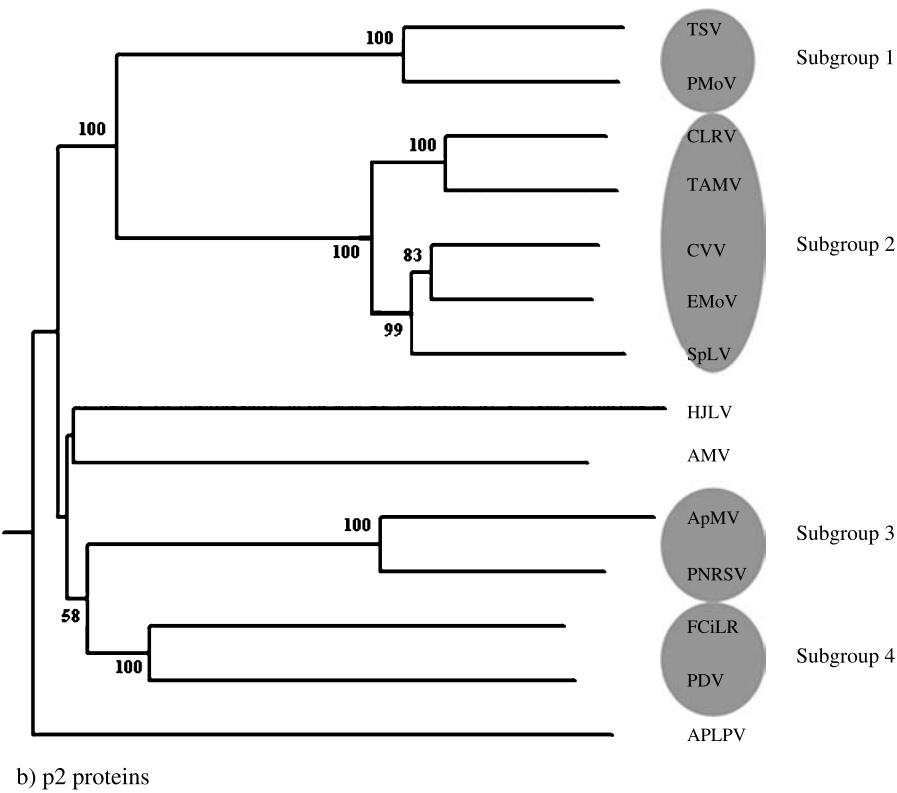 100
TSV
Subgroup 1
PMoV
100
CLRV
100
TAMV
Subgroup 2
100
83
CVV
EMoV
99
SpLV
HJLV
AMV
100
ApMV
Subgroup 3
PNRSV
58
FCiLR
Subgroup 4
100
PDV
APLPV
b) p2 proteins